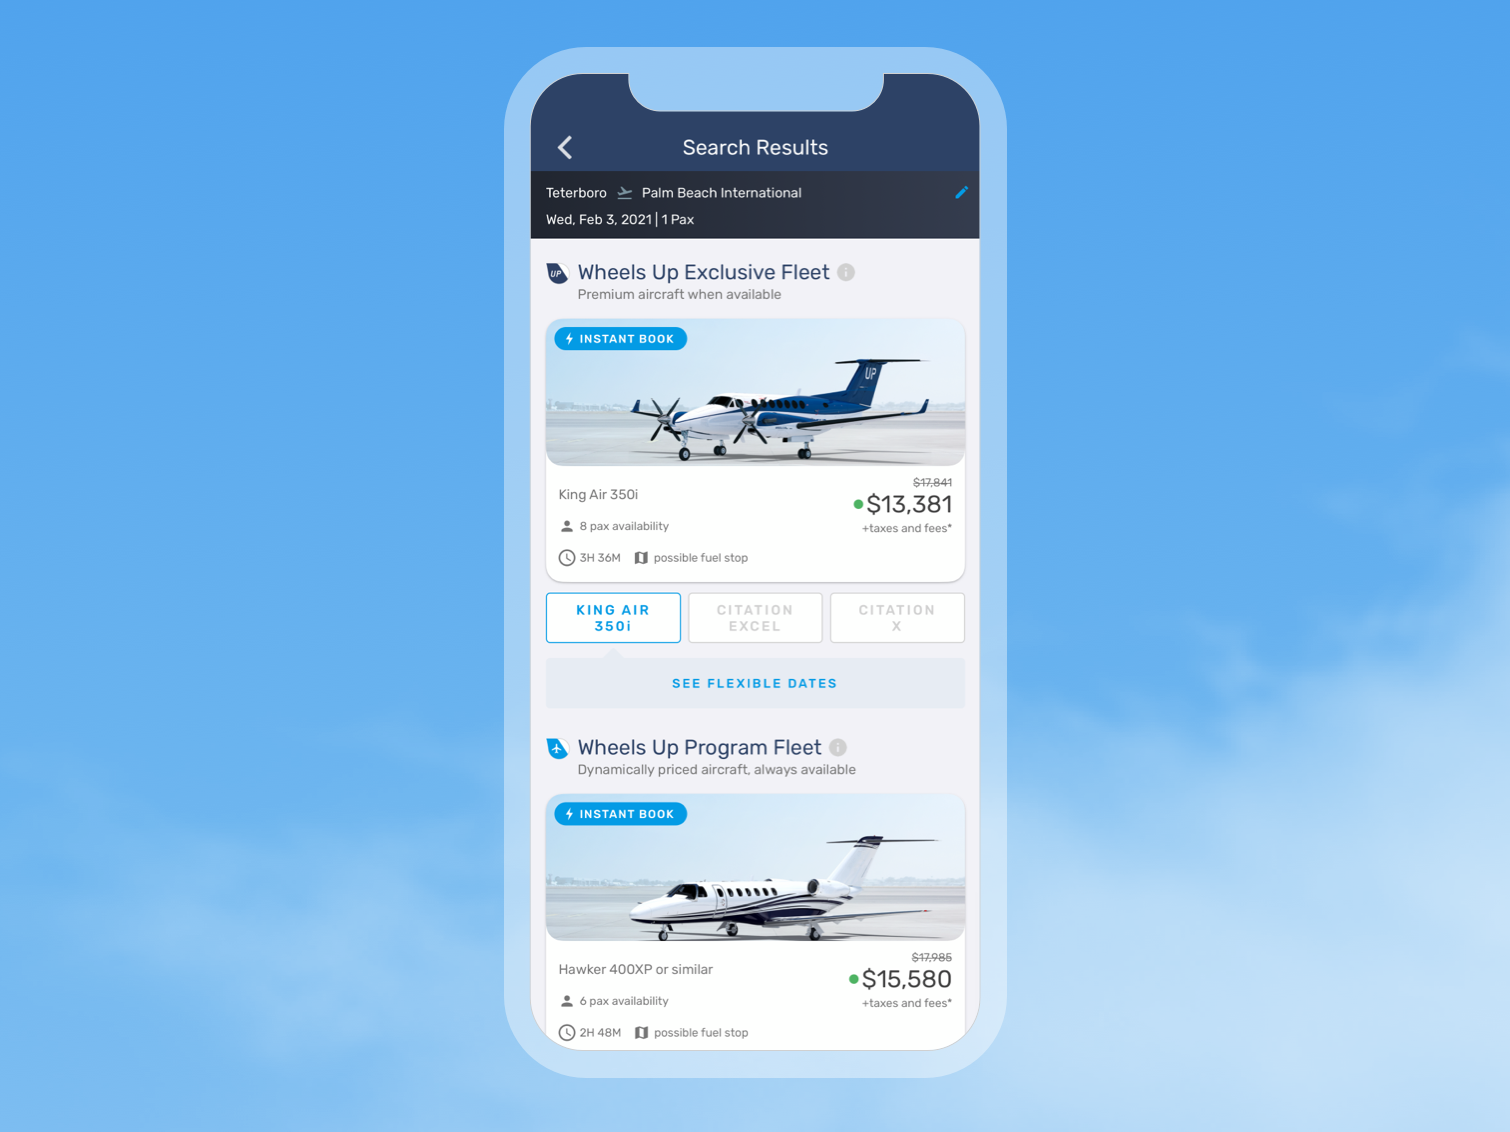 Search Results
Teterboro Palm Beach International
Wed, Feb 3, 2021 | 1 Pax
UP Wheels Up Exclusive Fleet i
Premium aircraft when available
INSTANT BOOK
UP
$17,841
King Air 350i
$13,381
8 pax availability
+taxes and fees*
3H 36M possible fuel stop
KING AIR
350i
CITATION
EXCEL
CITATION
X
SEE FLEXIBLE DATES
Wheels Up Program Fleet i
Dynamically priced aircraft, always available
INSTANT BOOK
$17,985
Hawker 400XP or similar
$15,580
6 pax availability
+taxes and fees*
2H 48M possible fuel stop